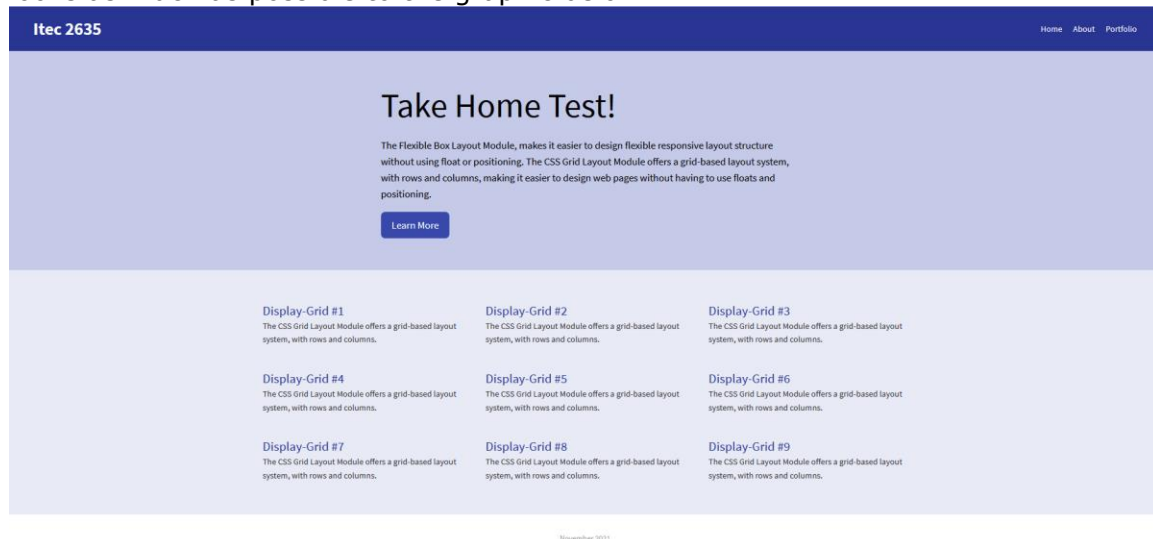 Itec 2635
Home About Portfolio
Take Home Test!
The Flexible Box Layout Module, makes it easier to design flexible responsive layout structure
without using float or positioning. The CSS Grid Layout Module offers a grid-based layout system,
with rows and columns, making it easier to design web pages without having to use floats and
positioning.
Learn More
Display-Grid #1
The CSS Grid Layout Module offers a grid-based layout
system, with rows and columns.
Display-Grid #2
The CSS Grid Layout Module offers a grid-based layout
system, with rows and columns.
Display-Grid #3
The CSS Grid Layout Module offers a grid-based layout
system, with rows and columns.
Display-Grid #4
The CSS Grid Layout Module offers a grid-based layout
system, with rows and columns.
Display-Grid #5
The CSS Grid Layout Module offers a grid-based layout
system, with rows and columns.
Display-Grid #6
The CSS Grid Layout Module offers a grid-based layout
system, with rows and columns.
Display-Grid #7
The CSS Grid Layout Module offers a grid-based layout
system, with rows and columns.
Display-Grid #8
The CSS Grid Layout Module offers a grid-based layout
system, with rows and columns.
Display-Grid #9
The CSS Grid Layout Module offers a grid-based layout
system, with rows and columns.
November 2021